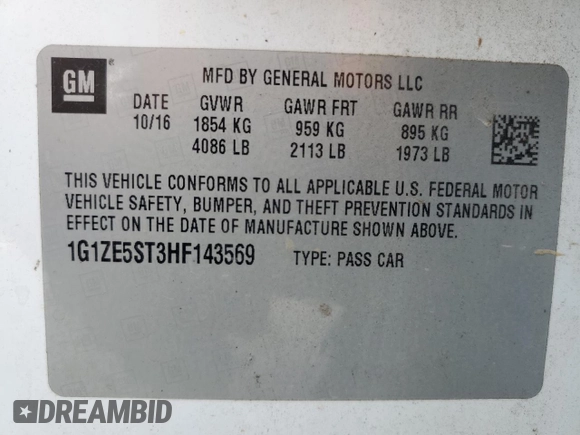 GM
MFD BY GENERAL MOTORS LLC
DATE GVWR GAWR FRT GAWR RR
10/16 1854 KG 959 KG 895 KG
4086 LB 2113 LB 1973 LB
THIS VEHICLE CONFORMS TO ALL APPLICABLE U.S. FEDERAL MOTOR
VEHICLE SAFETY, BUMPER, AND THEFT PREVENTION STANDARDS IN
EFFECT ON THE DATE OF MANUFACTURE SHOWN ABOVE.
1G1ZE5ST3HF143569 TYPE: PASS CAR
DREAMBID